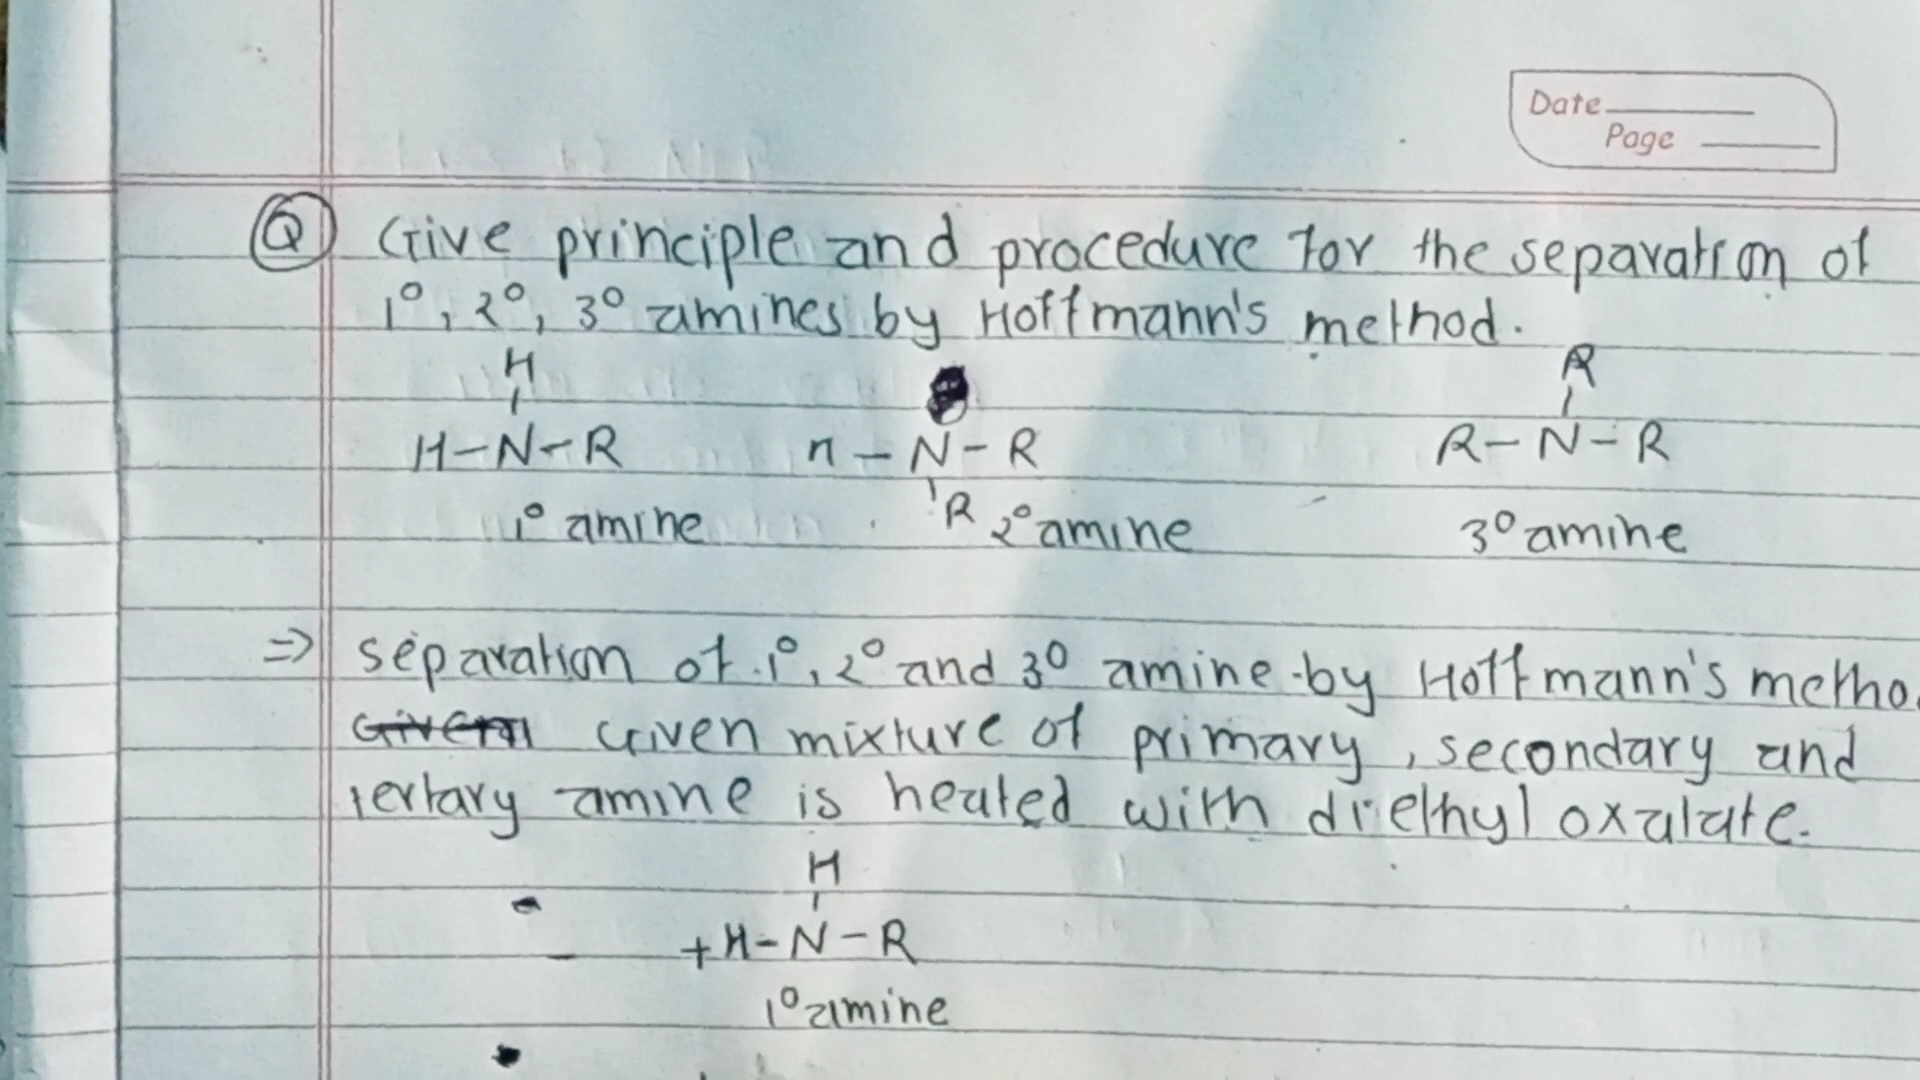 Date
Page
Q Give principle and procedure for the separation of
1°, 2°, 3° amines by Hoffmann's method.
H R
H-N-R n-N-R R-N-R
R
1° amine 2° amine 3° amine
⇒ separation of 1°, 2° and 3° amine by Hoffmann's metho
Given Given mixture of primary, secondary and
tertary amine is heated with diethyl oxalate.
H
+H-N-R
1° amine